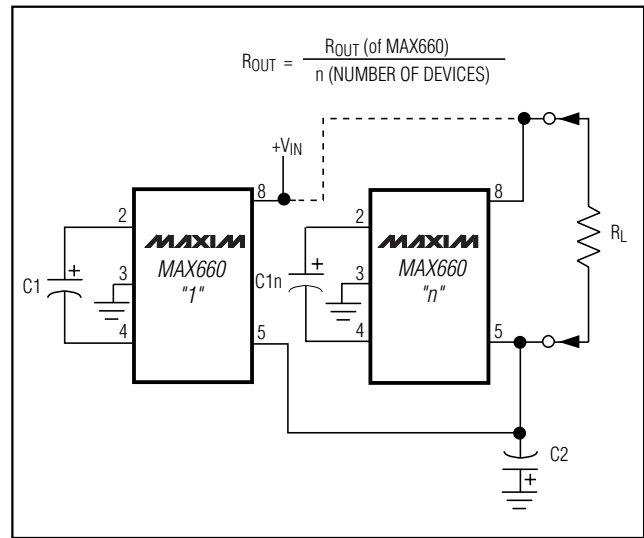 ROUT = ROUT (of MAX660)
n (NUMBER OF DEVICES)
+VIN
8
2
MAXIM
MAX660
"1"
3
4
5
C1
+
8
2
MAXIM
MAX660
"n"
3
4
5
C1n
+
RL
C2
+